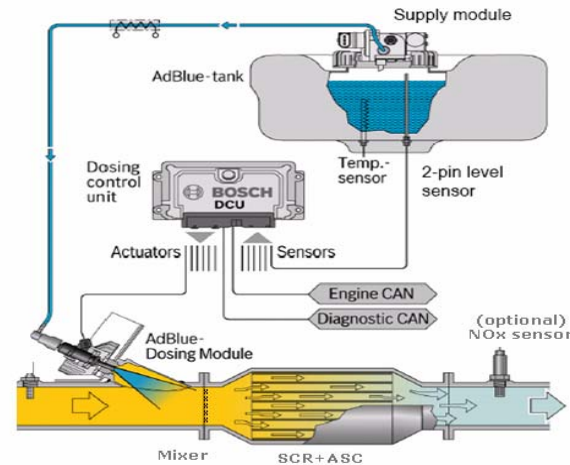 Supply module
AdBlue-tank
Temp.-
sensor
2-pin level
sensor
Dosing
control
unit
BOSCH
DCU
Actuators
Sensors
Engine CAN
Diagnostic CAN
(optional)
NOx sensor
AdBlue-
Dosing Module
Mixer
SCR+ASC